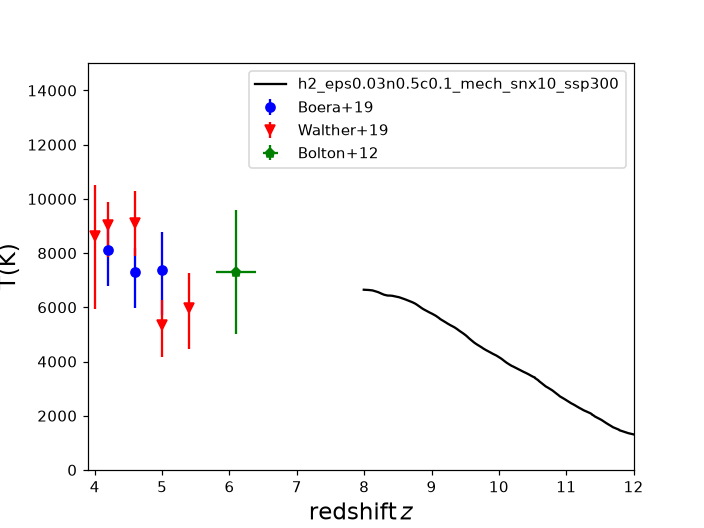 h2_eps0.03n0.5c0.1_mech_snx10_ssp300
Boera+19
Walther+19
Bolton+12
14000
12000
10000
8000
6000
4000
2000
0
T(K)
4 5 6 7 8 9 10 11 12
redshift z